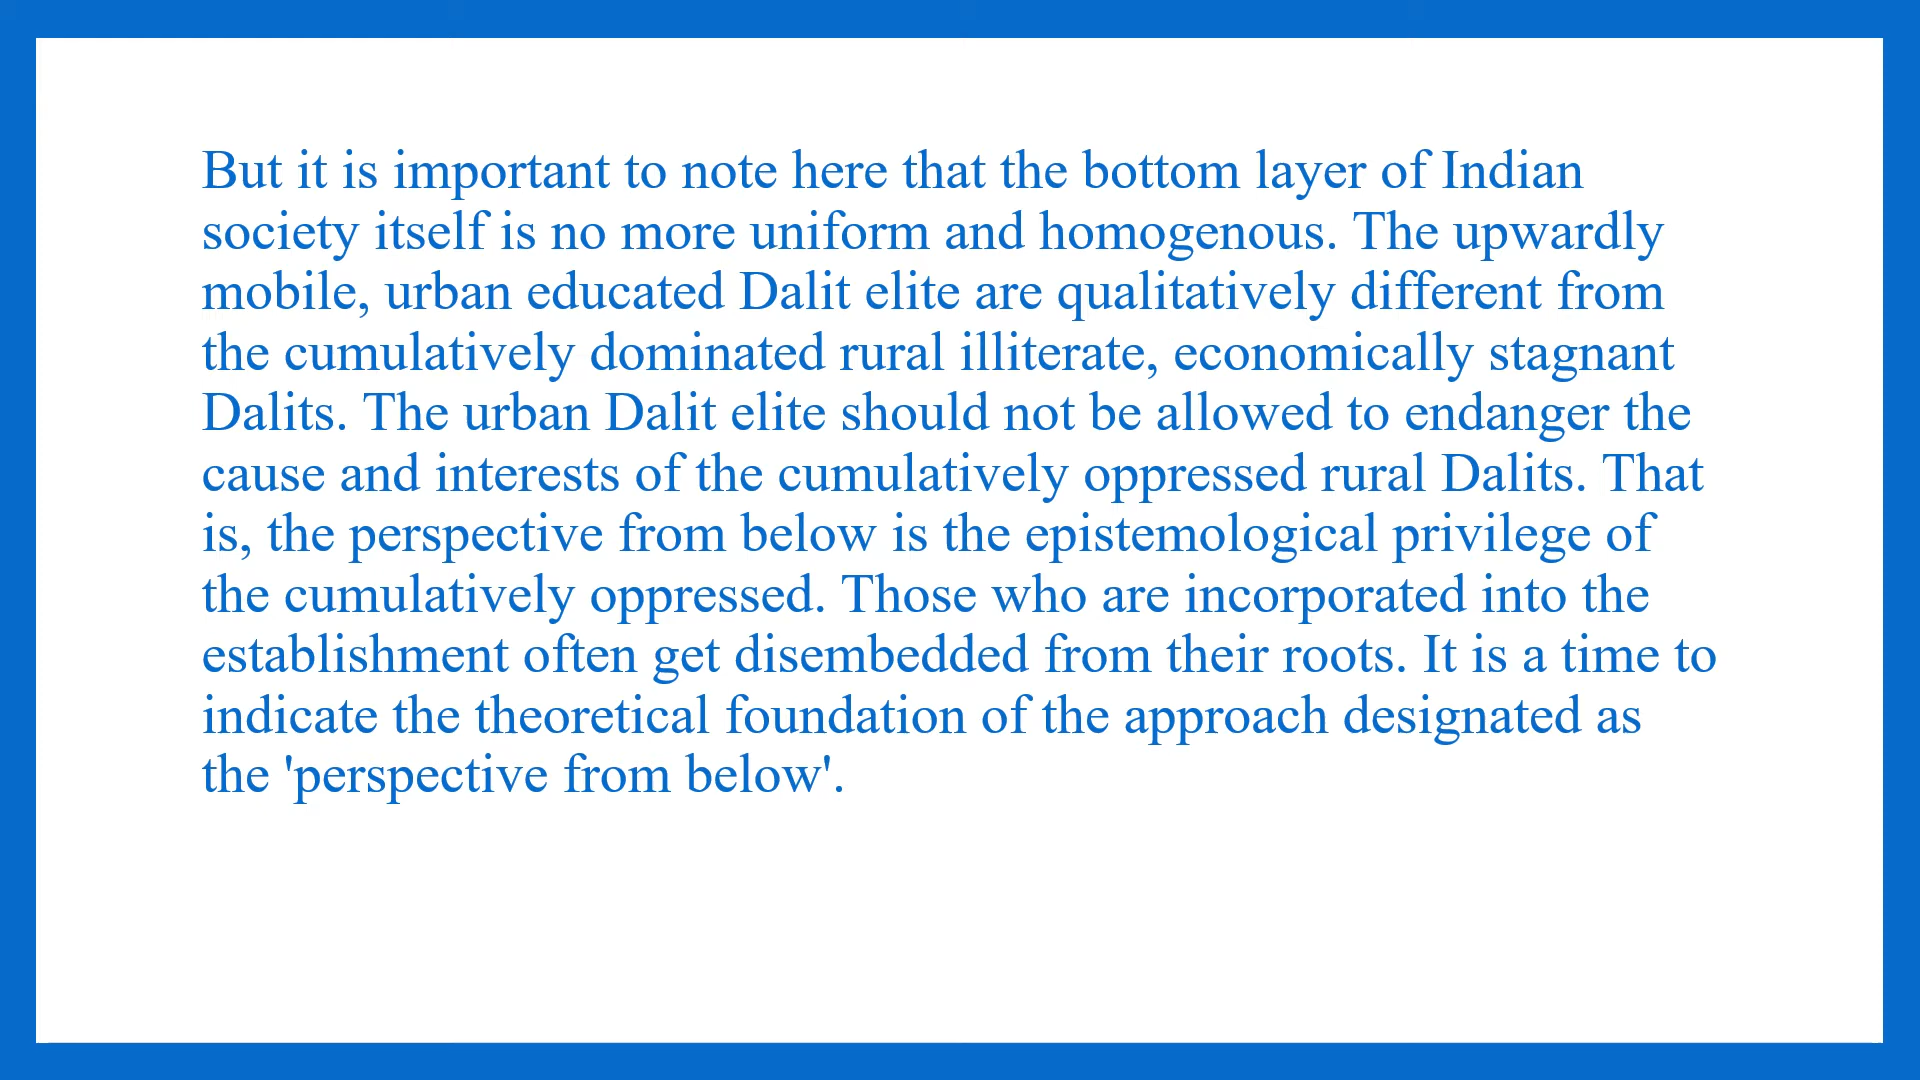 But it is important to note here that the bottom layer of Indian
society itself is no more uniform and homogenous. The upwardly
mobile, urban educated Dalit elite are qualitatively different from
the cumulatively dominated rural illiterate, economically stagnant
Dalits. The urban Dalit elite should not be allowed to endanger the
cause and interests of the cumulatively oppressed rural Dalits. That
is, the perspective from below is the epistemological privilege of
the cumulatively oppressed. Those who are incorporated into the
establishment often get disembedded from their roots. It is a time to
indicate the theoretical foundation of the approach designated as
the 'perspective from below'.